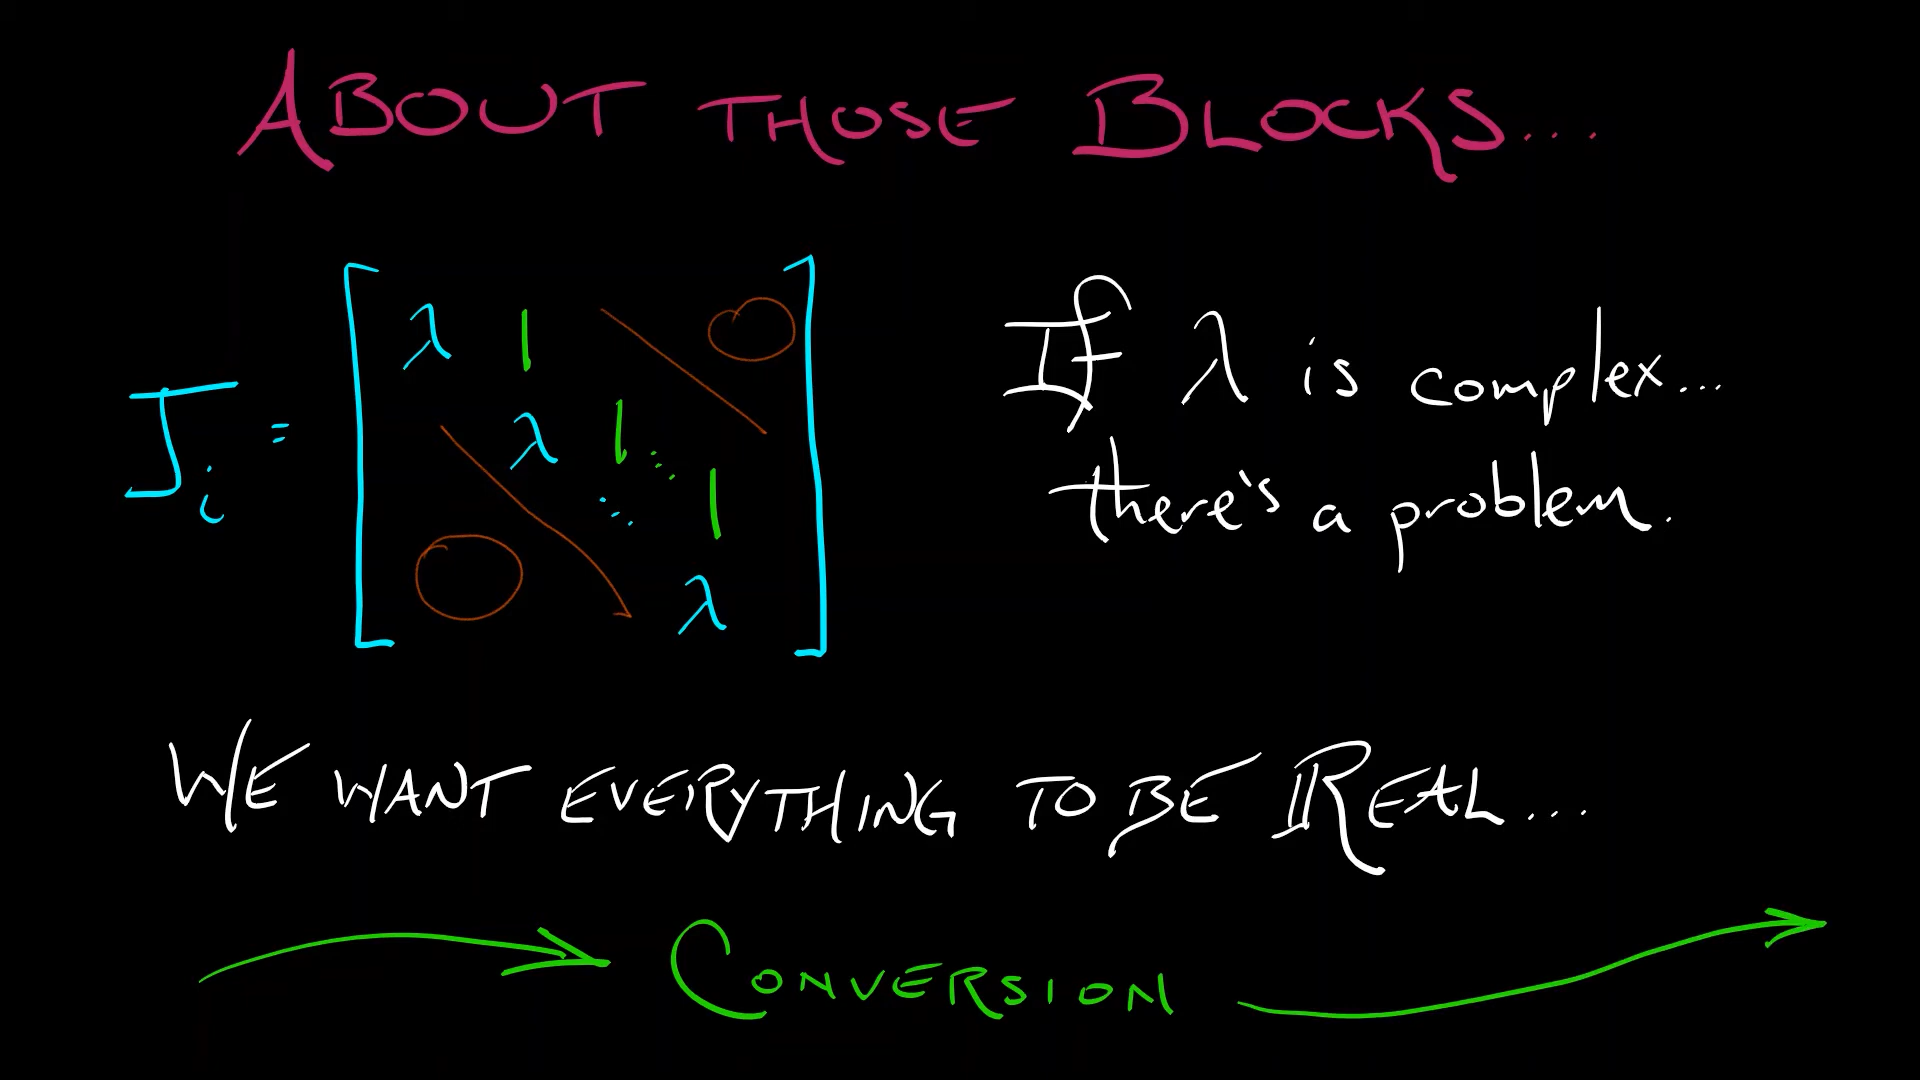 ABOUT THOSE BLOCKS...
λ 1 0
λ 1 ⋱
J_i = ⋱ 1
0 λ
If λ is complex...
there's a problem.
WE WANT EVERYTHING TO BE ℝEAL...
CONVERSION